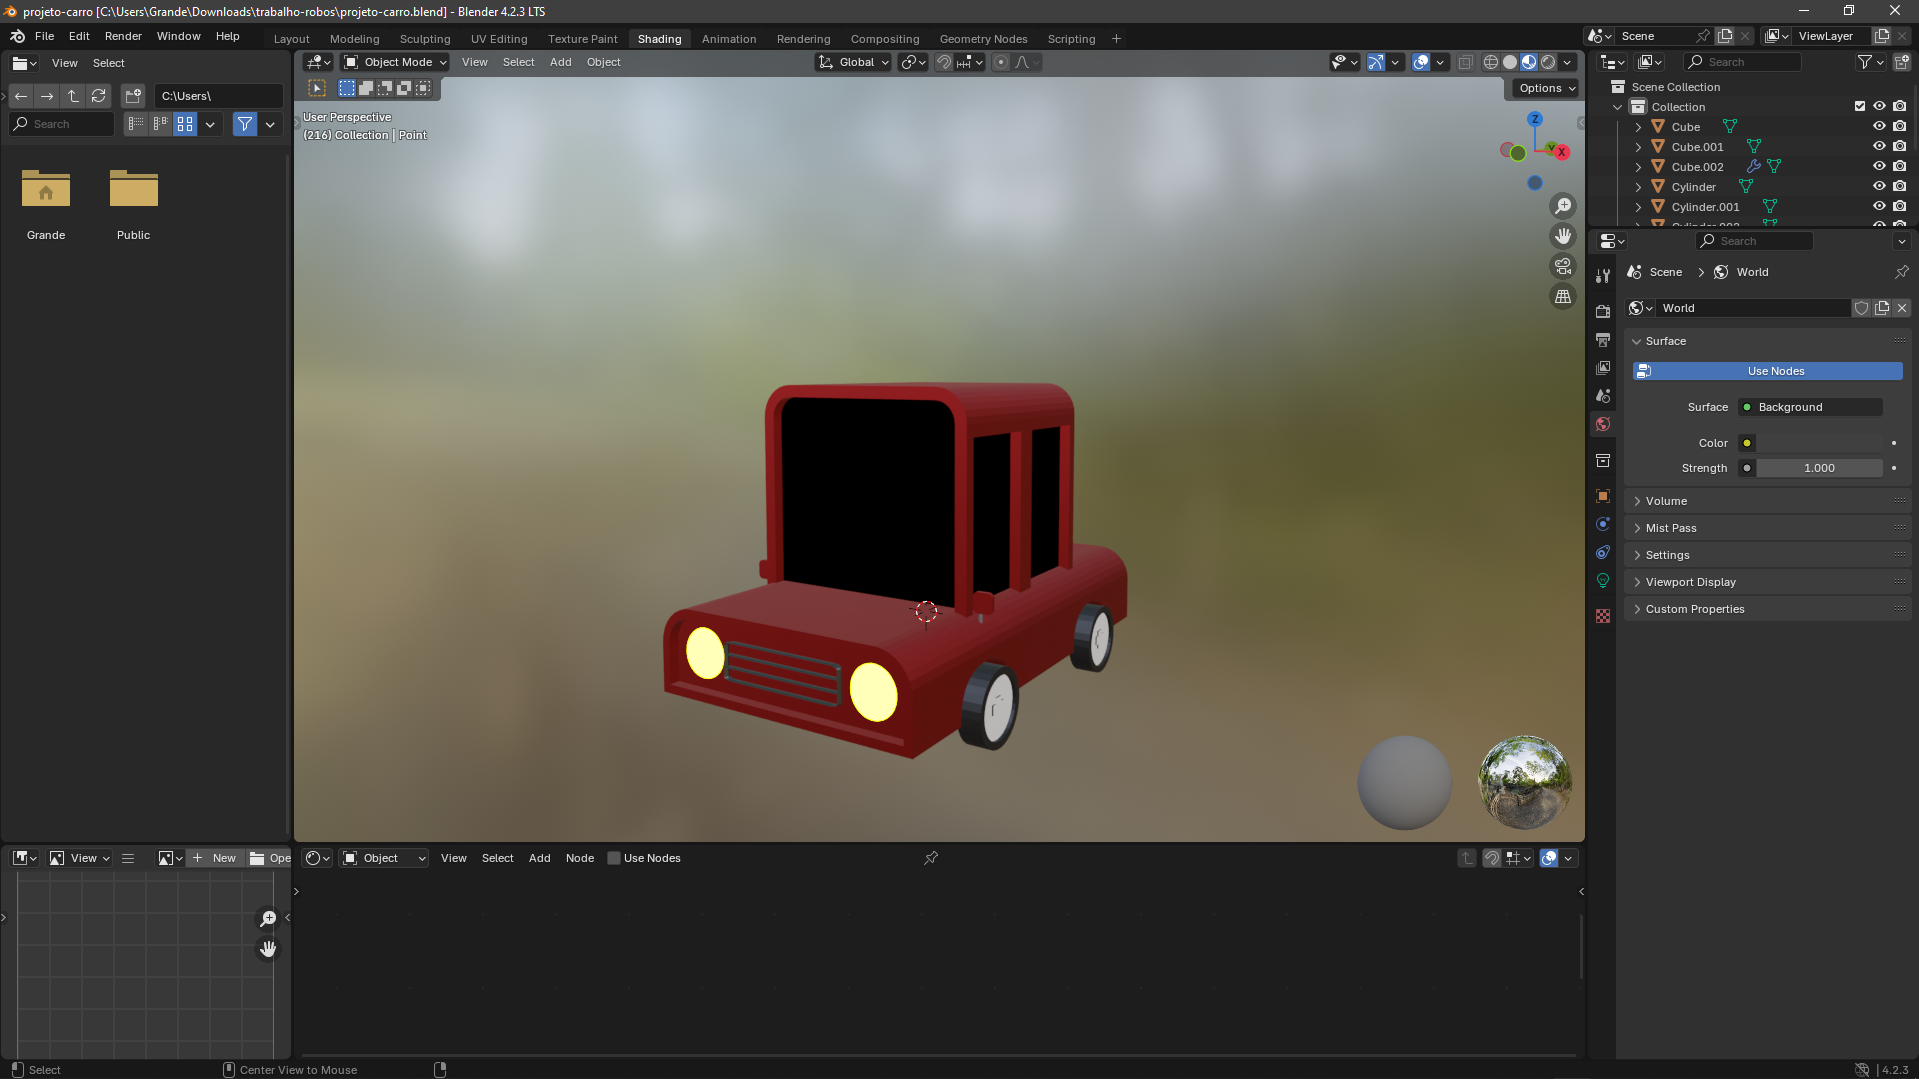 projeto-carro [C:\Users\Grande\Downloads\trabalho-robos\projeto-carro.blend] - Blender 4.2.3 LTS
File Edit Render Window Help
Layout Modeling Sculpting UV Editing Texture Paint Shading Animation Rendering Compositing Geometry Nodes Scripting
Scene
ViewLayer
View Select
C:\Users\
Search
Grande
Public
Object Mode View Select Add Object
Global
Options
User Perspective
(216) Collection | Point
Z
Y
X
Search
Scene Collection
Collection
Cube
Cube.001
Cube.002
Cylinder
Cylinder.001
Search
Scene > World
World
Surface
Use Nodes
Surface Background
Color
Strength 1.000
Volume
Mist Pass
Settings
Viewport Display
Custom Properties
View
New
Ope
Object View Select Add Node Use Nodes
Select
Center View to Mouse
4.2.3